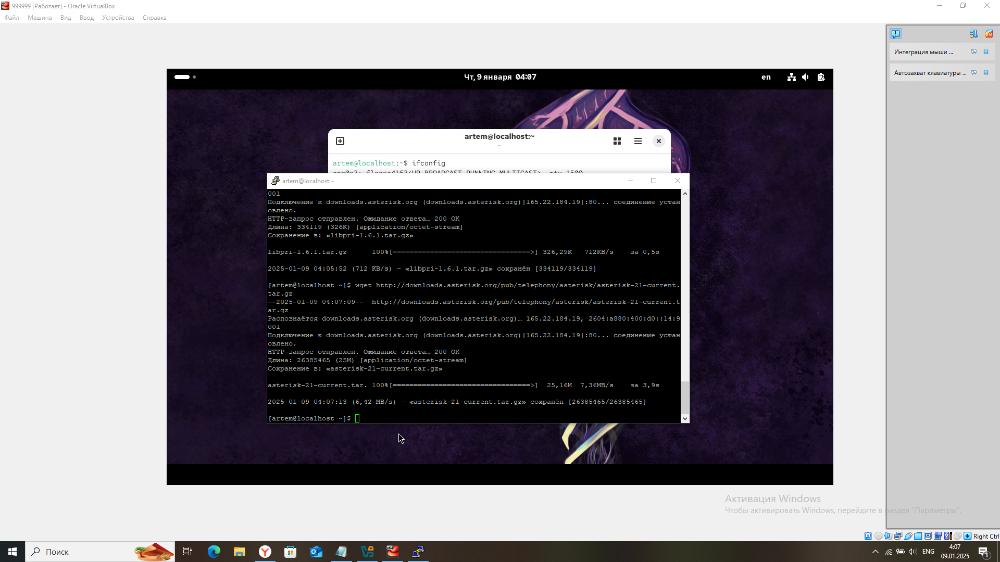 999999 [Работает] - Oracle VirtualBox
Файл Машина Вид Ввод Устройства Справка
Интеграция мыши ...
Автозахват клавиатуры ...
Чт, 9 января 04:07
en
artem@localhost:~
~
artem@localhost:~$ ifconfig
enp0s3: flags=4163<UP,BROADCAST,RUNNING,MULTICAST> mtu 1500
artem@localhost:~
001
Подключение к downloads.asterisk.org (downloads.asterisk.org)|165.22.184.19|:80... соединение устан
овлено.
HTTP-запрос отправлен. Ожидание ответа… 200 OK
Длина: 334119 (326K) [application/octet-stream]
Сохранение в: «libpri-1.6.1.tar.gz»
libpri-1.6.1.tar.gz 100%[=================================>] 326,29K 712KB/s за 0,5s
2025-01-09 04:05:52 (712 KB/s) - «libpri-1.6.1.tar.gz» сохранён [334119/334119]
[artem@localhost ~]$ wget http://downloads.asterisk.org/pub/telephony/asterisk/asterisk-21-current.
tar.gz
--2025-01-09 04:07:09-- http://downloads.asterisk.org/pub/telephony/asterisk/asterisk-21-current.t
ar.gz
Распознаётся downloads.asterisk.org (downloads.asterisk.org)… 165.22.184.19, 2604:a880:400:d0::14:9
001
Подключение к downloads.asterisk.org (downloads.asterisk.org)|165.22.184.19|:80... соединение устан
овлено.
HTTP-запрос отправлен. Ожидание ответа… 200 OK
Длина: 26385465 (25M) [application/octet-stream]
Сохранение в: «asterisk-21-current.tar.gz»
asterisk-21-current.tar. 100%[=================================>] 25,16M 7,36MB/s за 3,9s
2025-01-09 04:07:13 (6,42 MB/s) - «asterisk-21-current.tar.gz» сохранён [26385465/26385465]
[artem@localhost ~]$
Активация Windows
Чтобы активировать Windows, перейдите в раздел "Параметры".
Right Ctrl
Поиск
ENG
4:07
09.01.2025
1